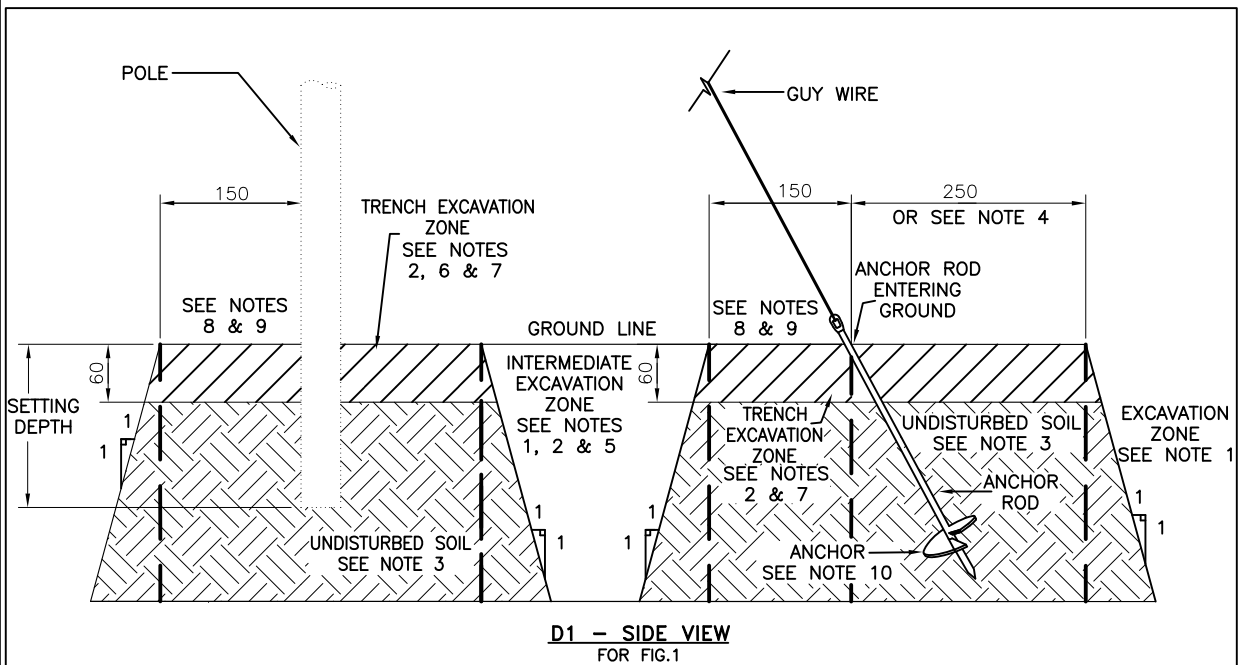 POLE
GUY WIRE
150
150
250
OR SEE NOTE 4
TRENCH EXCAVATION
ZONE
SEE NOTES
2, 6 & 7
ANCHOR ROD
ENTERING
GROUND
SEE NOTES
8 & 9
SEE NOTES
8 & 9
GROUND LINE
60
60
SETTING
DEPTH
INTERMEDIATE
EXCAVATION
ZONE
SEE NOTES
1, 2 & 5
TRENCH
EXCAVATION
ZONE
SEE NOTES
2 & 7
UNDISTURBED SOIL
SEE NOTE 3
EXCAVATION
ZONE
SEE NOTE 1
1
1
ANCHOR
ROD
1
1
1
1
1
1
UNDISTURBED SOIL
SEE NOTE 3
ANCHOR
SEE NOTE 10
D1 – SIDE VIEW
FOR FIG.1